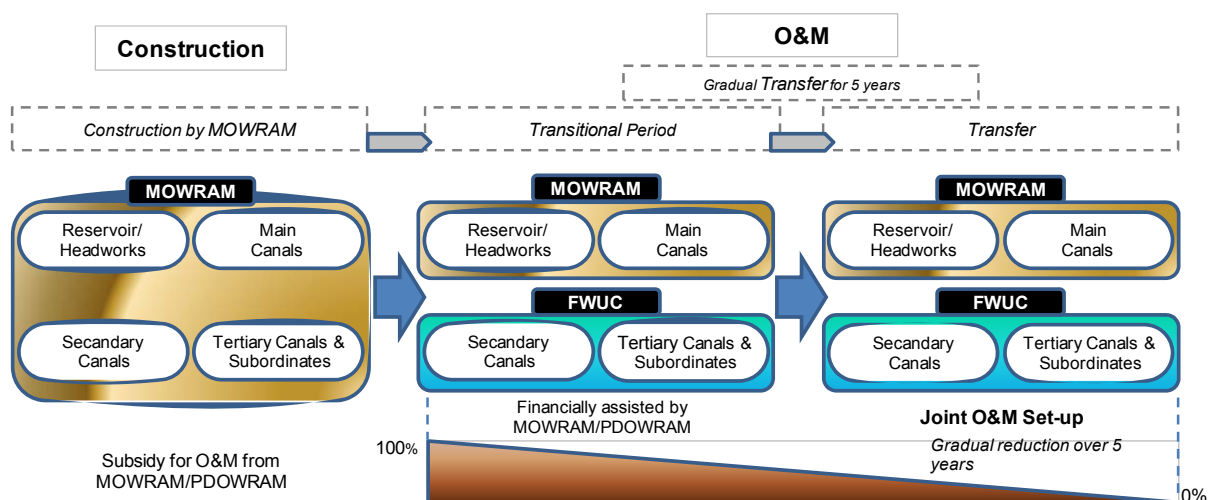 Construction
O&M
Gradual Transfer for 5 years
Construction by MOWRAM
Transitional Period
Transfer
MOWRAM
Reservoir/
Headworks
Main
Canals
Secandary
Canals
Tertiary Canals &
Subordinates
MOWRAM
Reservoir/
Headworks
Main
Canals
FWUC
Secandary
Canals
Tertiary Canals &
Subordinates
MOWRAM
Reservoir/
Headworks
Main
Canals
FWUC
Secandary
Canals
Tertiary Canals &
Subordinates
Subsidy for O&M from
MOWRAM/PDOWRAM
100%
Financially assisted by
MOWRAM/PDOWRAM
Joint O&M Set-up
Gradual reduction over 5
years
0%